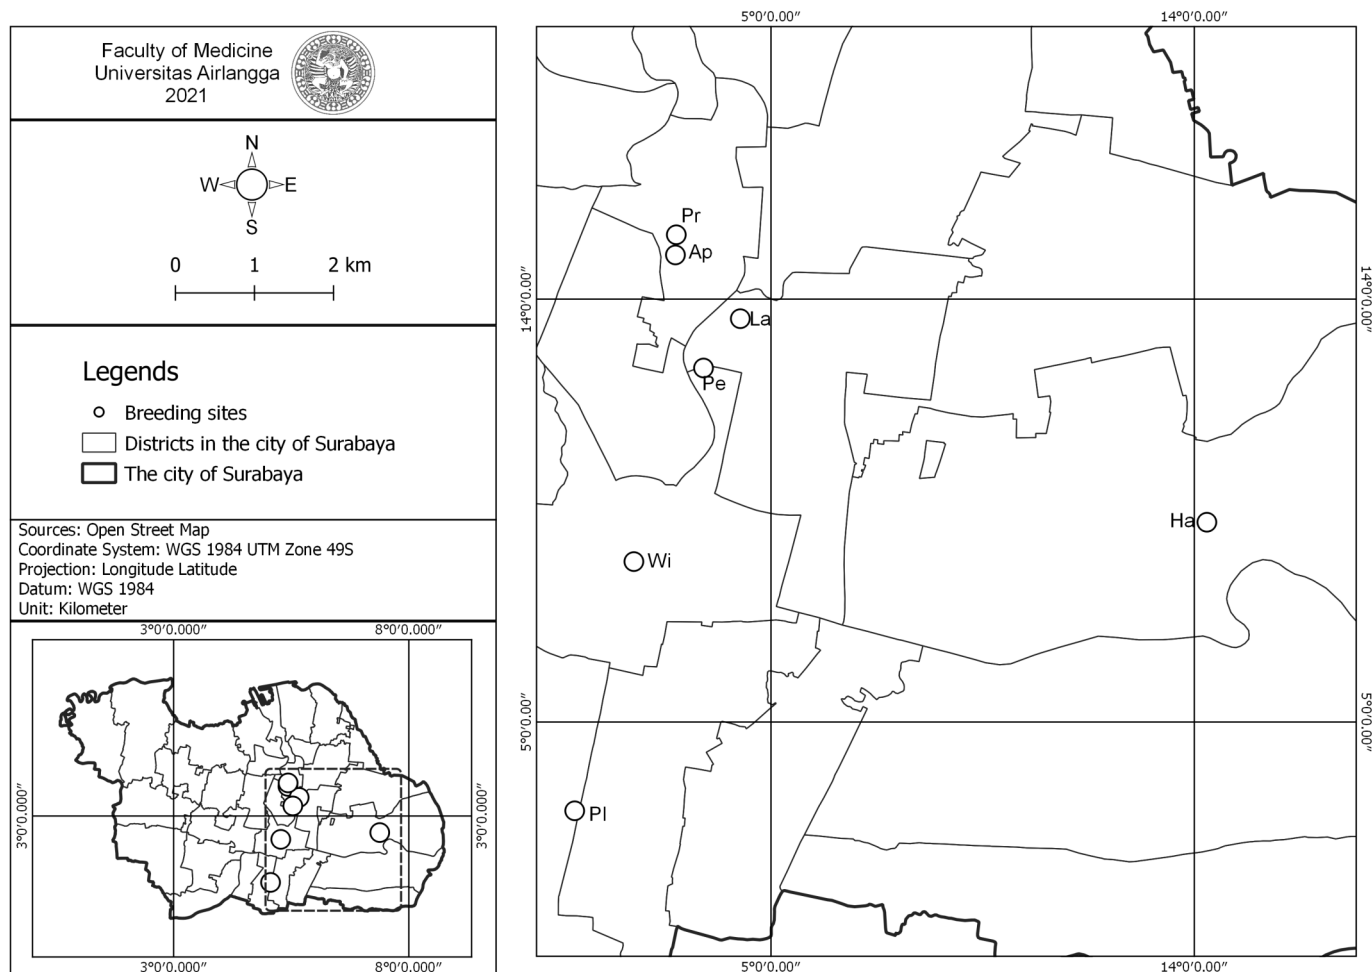 Faculty of Medicine
Universitas Airlangga
2021
N
W E
S
0 1 2 km
Legends
Breeding sites
Districts in the city of Surabaya
The city of Surabaya
Sources: Open Street Map
Coordinate System: WGS 1984 UTM Zone 49S
Projection: Longitude Latitude
Datum: WGS 1984
Unit: Kilometer
3°0′0.000″ 8°0′0.000″
3°0′0.000″ 3°0′0.000″
3°0′0.000″ 8°0′0.000″
5°0′0.00″ 14°0′0.00″
Pr
Ap
14°0′0.00″ 14°0′0.00″
La
Pe
Ha
Wi
5°0′0.00″ 5°0′0.00″
Pl
5°0′0.00″ 14°0′0.00″